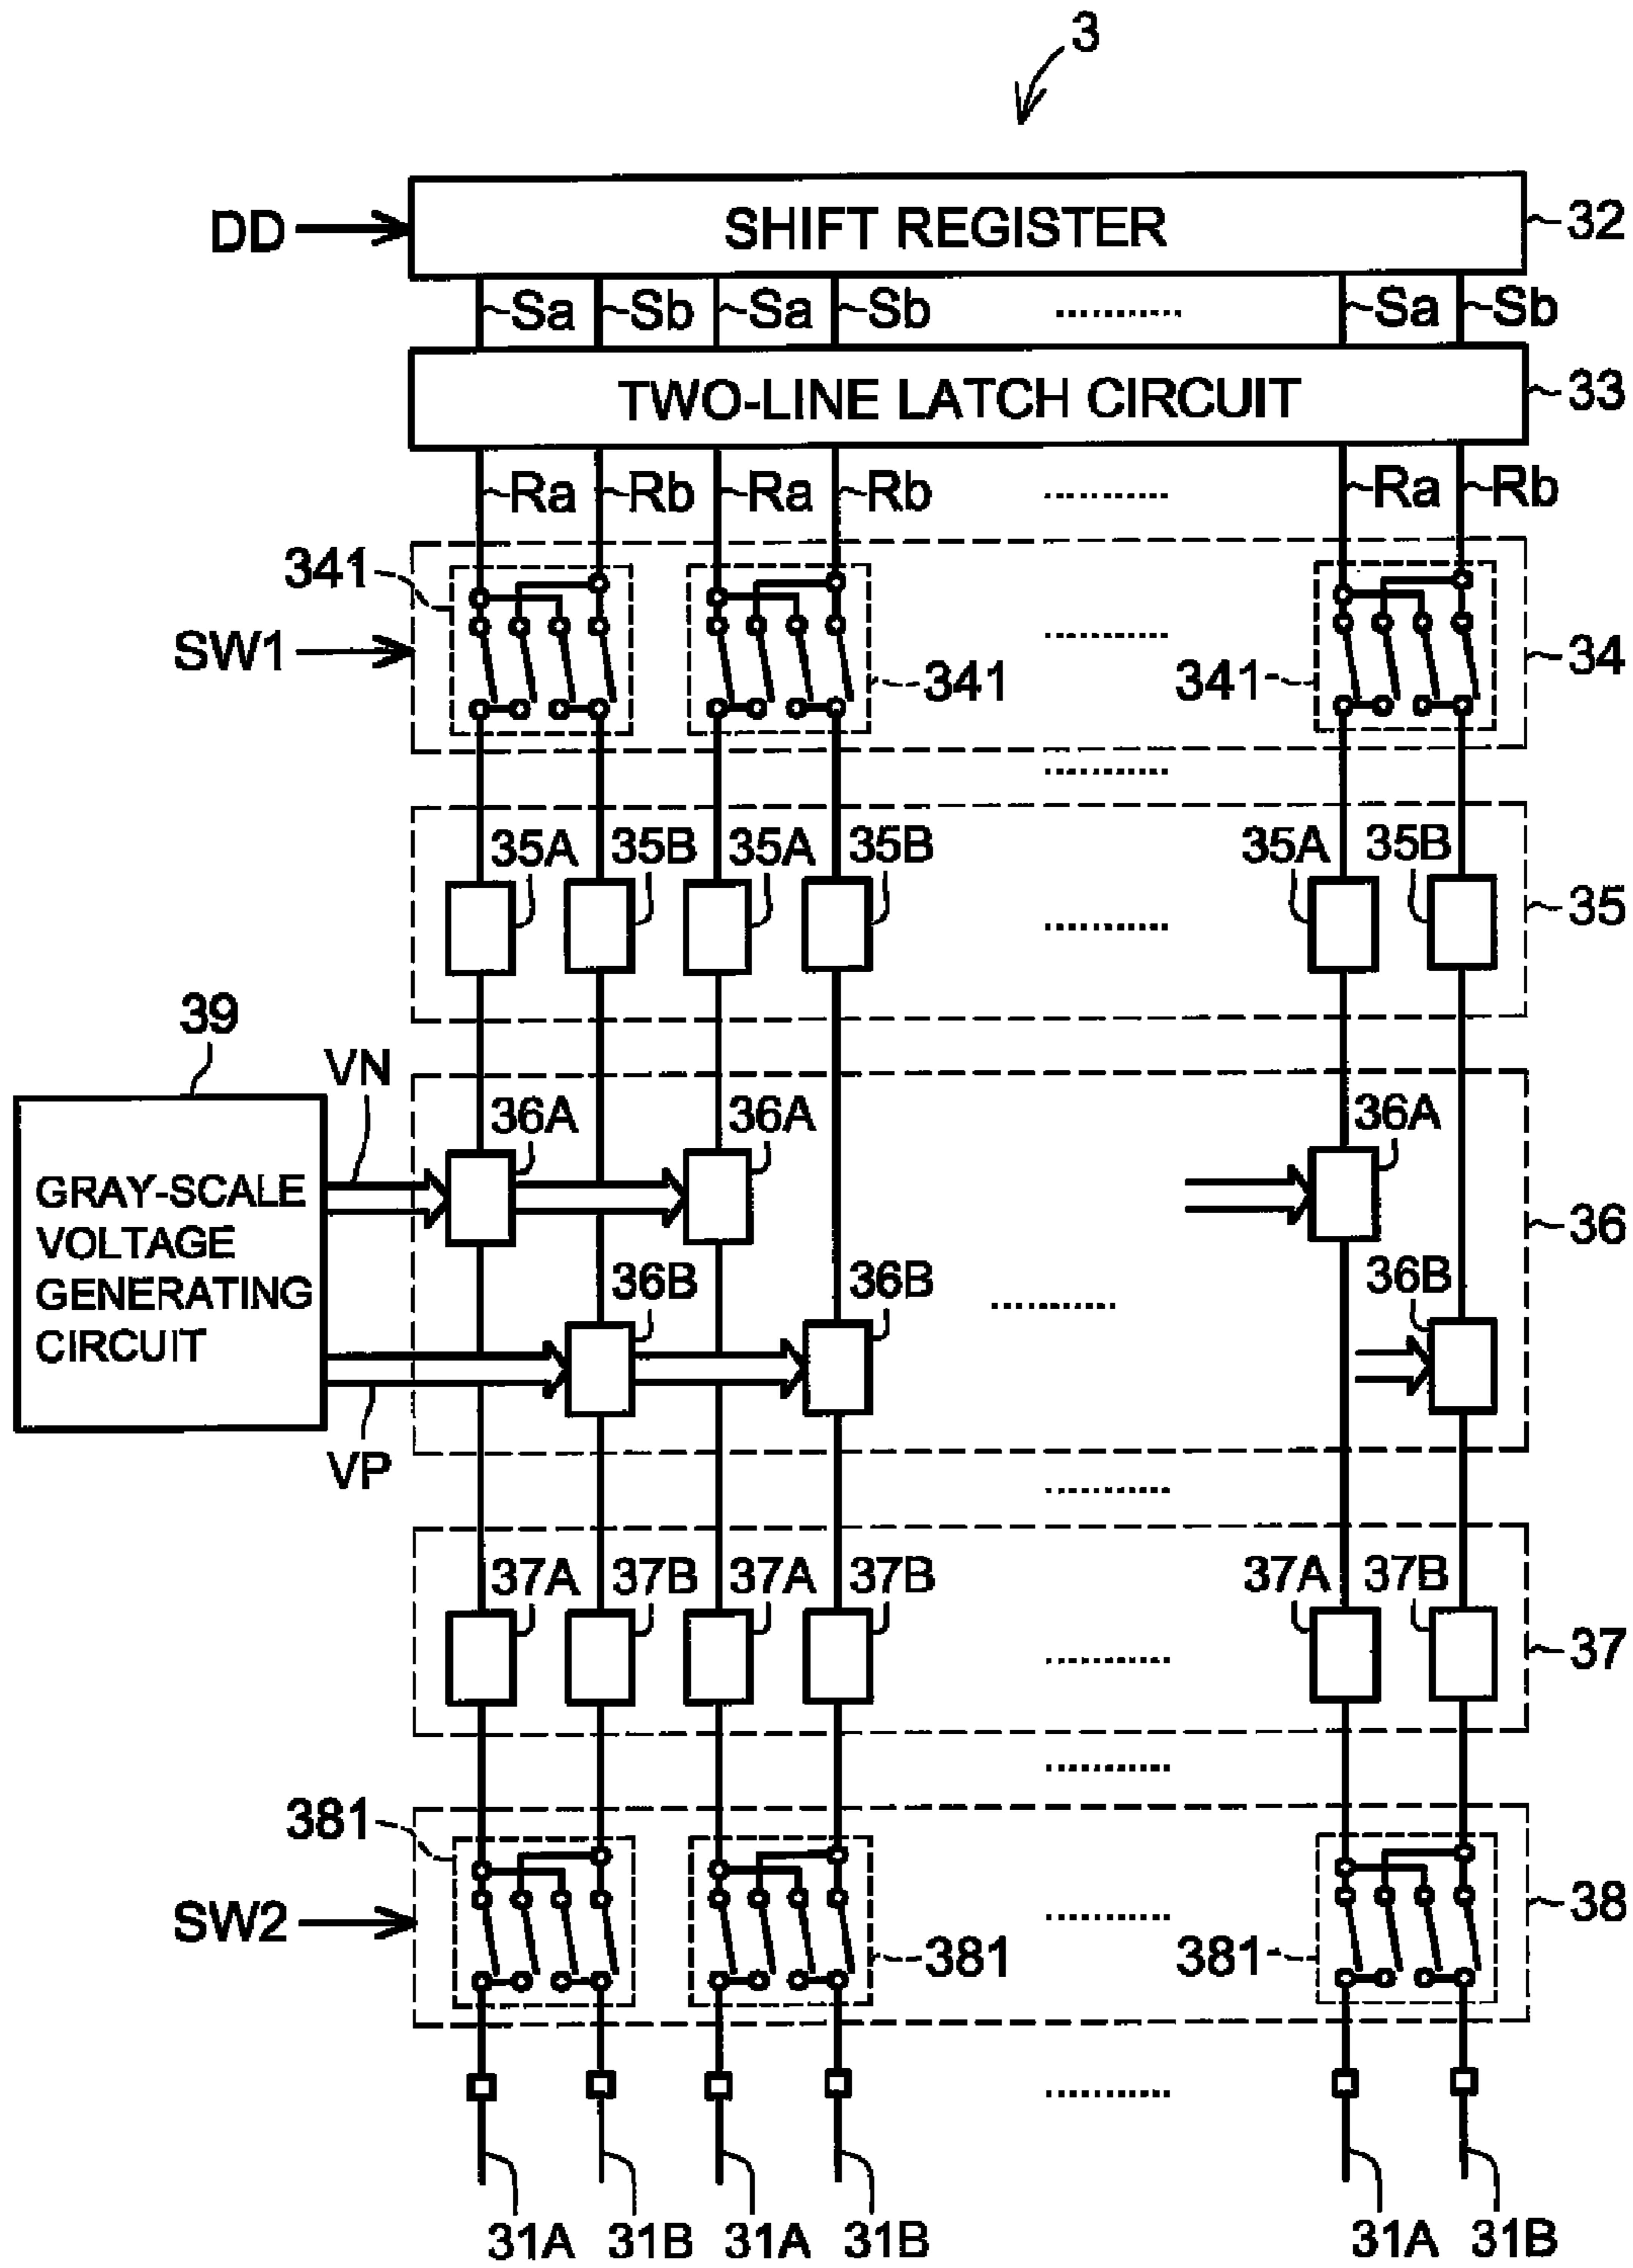 3
DD
SHIFT REGISTER
32
Sa Sb Sa Sb ........... Sa Sb
TWO-LINE LATCH CIRCUIT
33
Ra Rb Ra Rb ........... Ra Rb
341
SW1
341
341
34
35A 35B 35A 35B 35A 35B
35
39
VN
36A 36A 36A
GRAY-SCALE
VOLTAGE
GENERATING
CIRCUIT
36
36B 36B 36B
VP
37A 37B 37A 37B 37A 37B
37
381
SW2
381
381
38
31A 31B 31A 31B 31A 31B